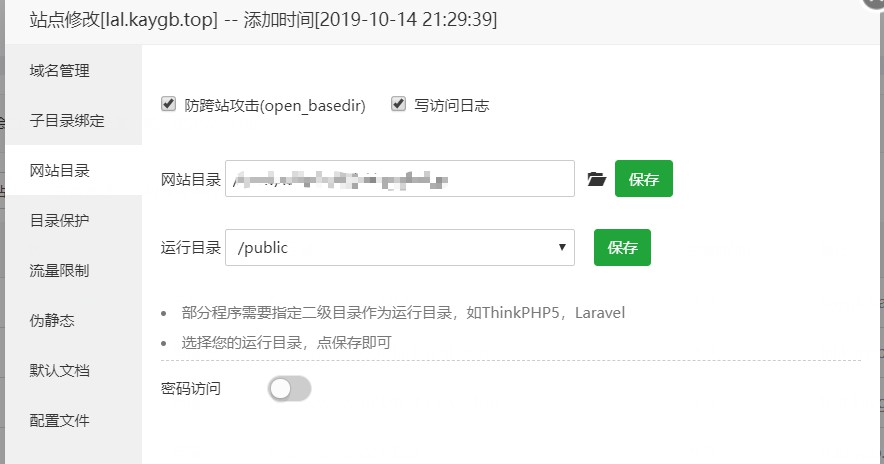 站点修改[lal.kaygb.top] -- 添加时间[2019-10-14 21:29:39]
域名管理
子目录绑定
网站目录
目录保护
流量限制
伪静态
默认文档
配置文件
防跨站攻击(open_basedir) 写访问日志
网站目录 保存
运行目录 /public 保存
部分程序需要指定二级目录作为运行目录，如ThinkPHP5，Laravel
选择您的运行目录，点保存即可
密码访问